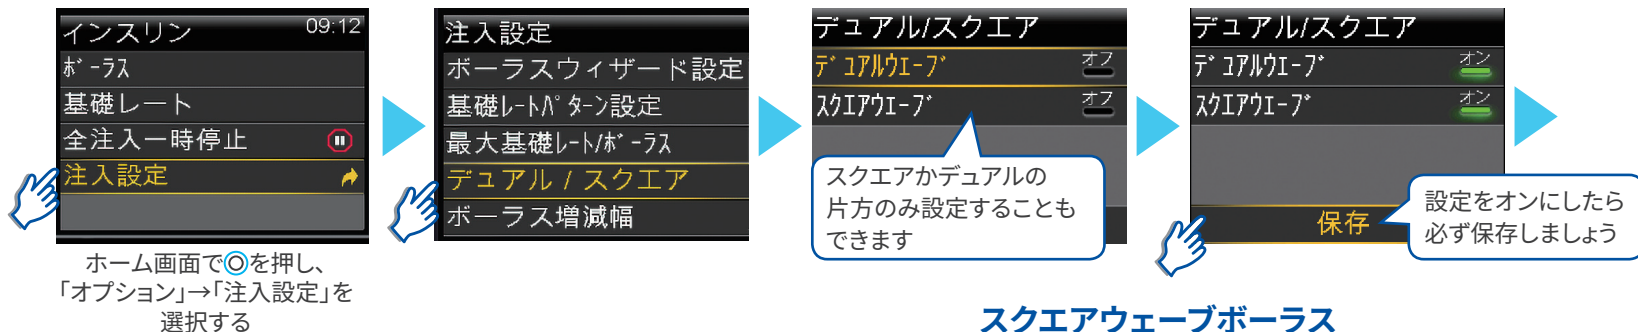 インスリン 09:12
ボーラス
基礎レート
全注入一時停止
注入設定
ホーム画面で◎を押し、
「オプション」→「注入設定」を
選択する
注入設定
ボーラスウィザード設定
基礎レートパターン設定
最大基礎レート/ボーラス
デュアル / スクエア
ボーラス増減幅
デュアル/スクエア
デュアルウエーブ オフ
スクエアウエーブ オフ
スクエアかデュアルの
片方のみ設定することも
できます
デュアル/スクエア
デュアルウエーブ オン
スクエアウエーブ オン
保存
設定をオンにしたら
必ず保存しましょう
スクエアウェーブボーラス